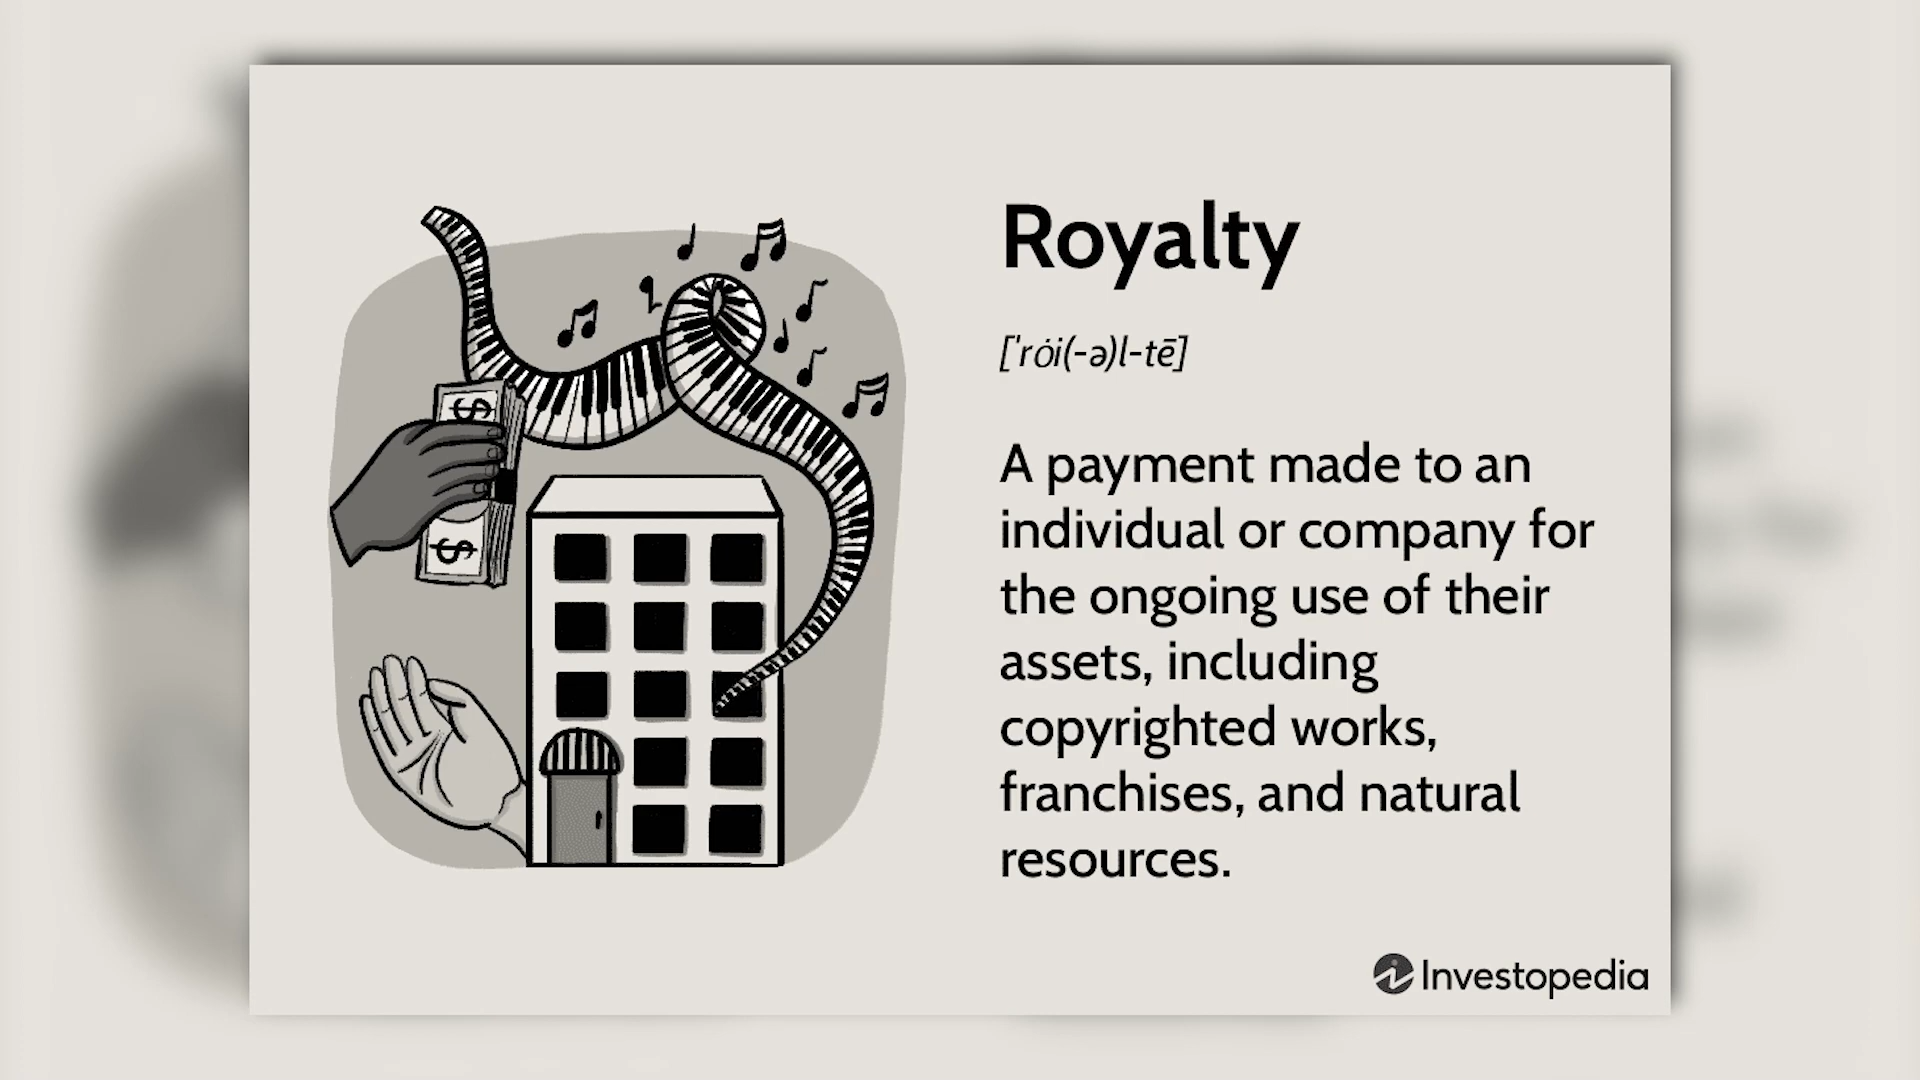 Royalty
[ˈrȯi(-ə)l-tē]
A payment made to an
individual or company for
the ongoing use of their
assets, including
copyrighted works,
franchises, and natural
resources.
$
$
Investopedia